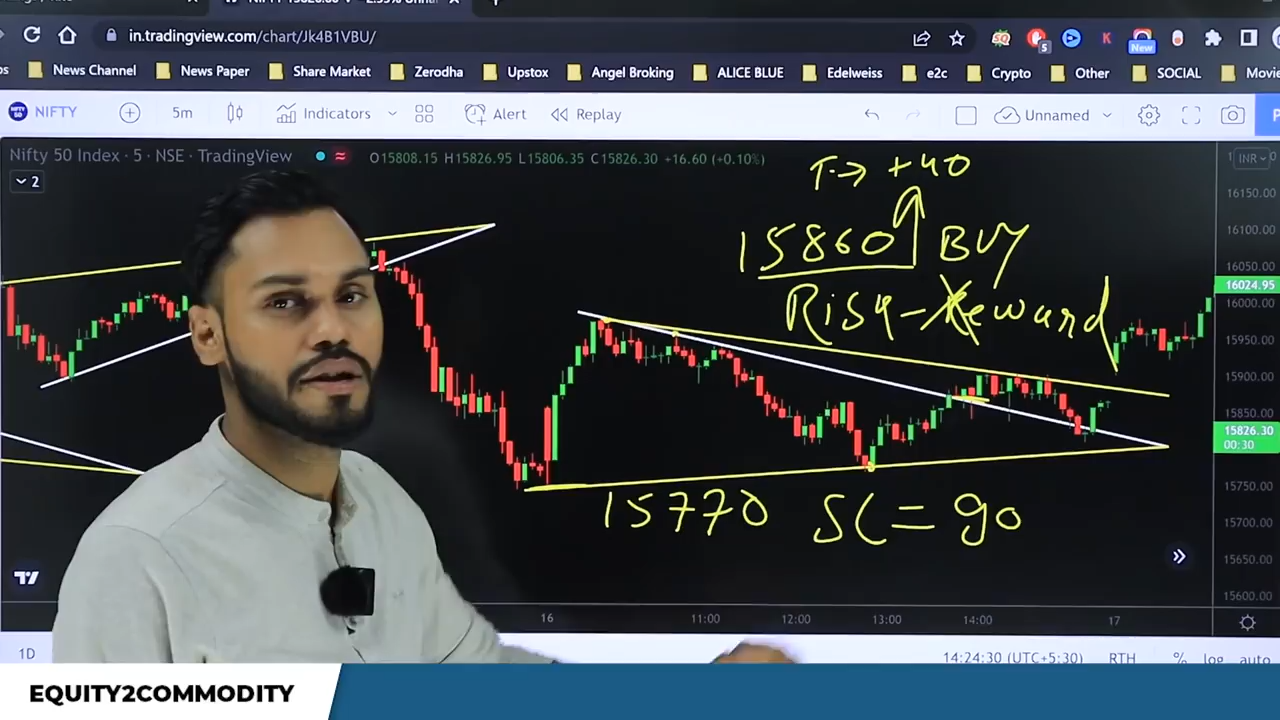 in.tradingview.com/chart/Jk4B1VBU/
5
New
News Channel News Paper Share Market Zerodha Upstox Angel Broking ALICE BLUE Edelweiss e2c Crypto Other SOCIAL Movie
NIFTY 5m Indicators Alert Replay Unnamed
Nifty 50 Index · 5 · NSE · TradingView O15808.15 H15826.95 L15806.35 C15826.30 +16.60 (+0.10%)
INR
2
T→ +40
15860 BUY
Risk-Reward
15770 SL = 90
16150.00
16100.00
16050.00
16024.95
16000.00
15950.00
15900.00
15850.00
15826.30
00:30
15750.00
15700.00
15650.00
15600.00
16 11:00 12:00 13:00 14:00 17
1D 14:24:30 (UTC+5:30) RTH % log auto
EQUITY2COMMODITY